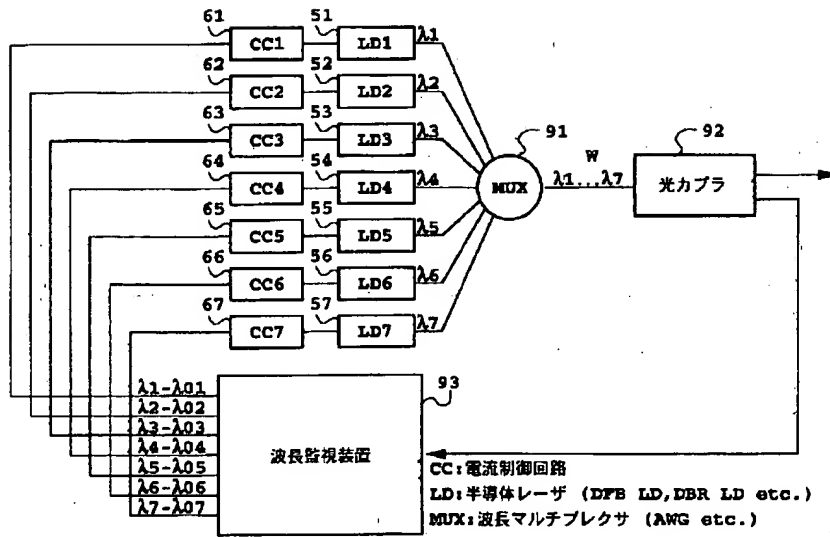 61 51
CC1 LD1 λ1
62 52
CC2 LD2 λ2
63 53
CC3 LD3 λ3
64 54
CC4 LD4 λ4
65 55
CC5 LD5 λ5
66 56
CC6 LD6 λ6
67 57
CC7 LD7 λ7
91
MUX
W
λ1...λ7
92
光カプラ
93
λ1-λ01
λ2-λ02
λ3-λ03
λ4-λ04
λ5-λ05
λ6-λ06
λ7-λ07
波長監視装置
CC:電流制御回路
LD:半導体レーザ (DFB LD,DBR LD etc.)
MUX:波長マルチプレクサ (AWG etc.)